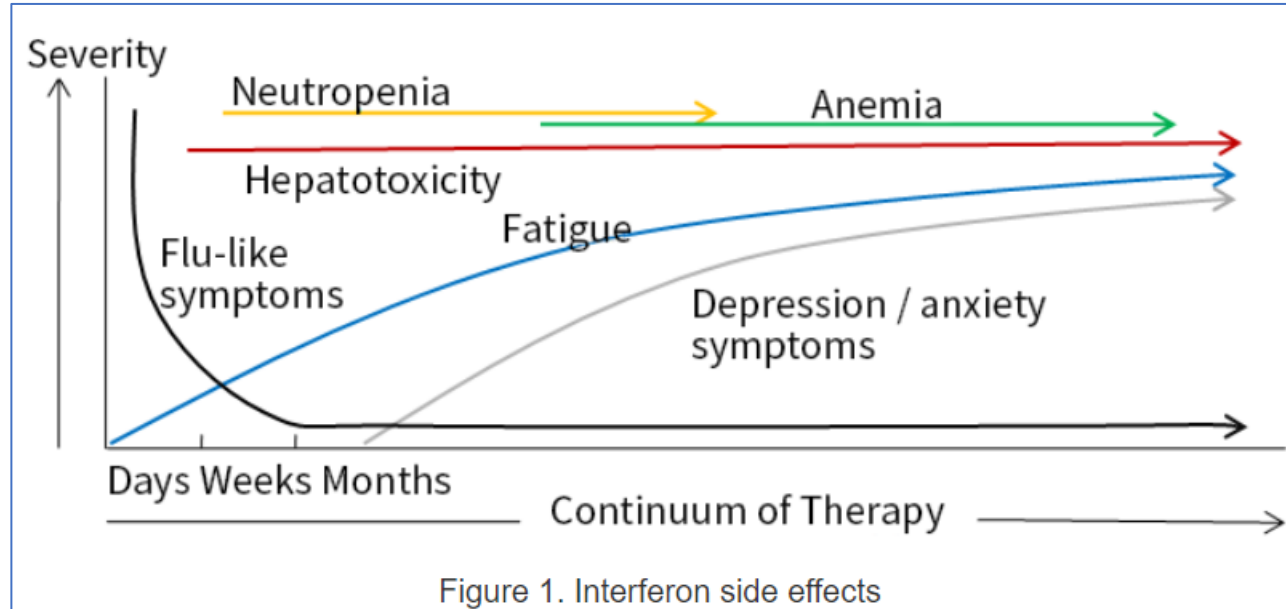 Severity
Neutropenia
Anemia
Hepatotoxicity
Fatigue
Flu-like
symptoms
Depression / anxiety
symptoms
Days Weeks Months
Continuum of Therapy
Figure 1. Interferon side effects